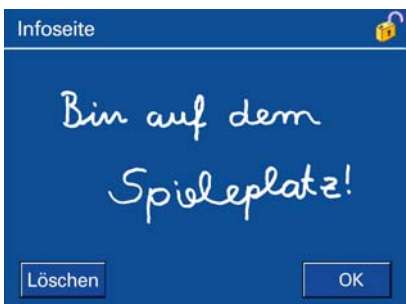 Infoseite
Bin auf dem
Spieleplatz!
Löschen
OK